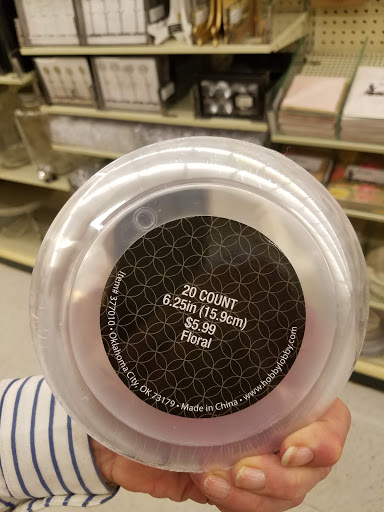 20 COUNT
6.25in (15.9cm)
$5.99
Floral
Item# 377010 • Oklahoma City, OK 73179 • Made in China • www.hobbylobby.com